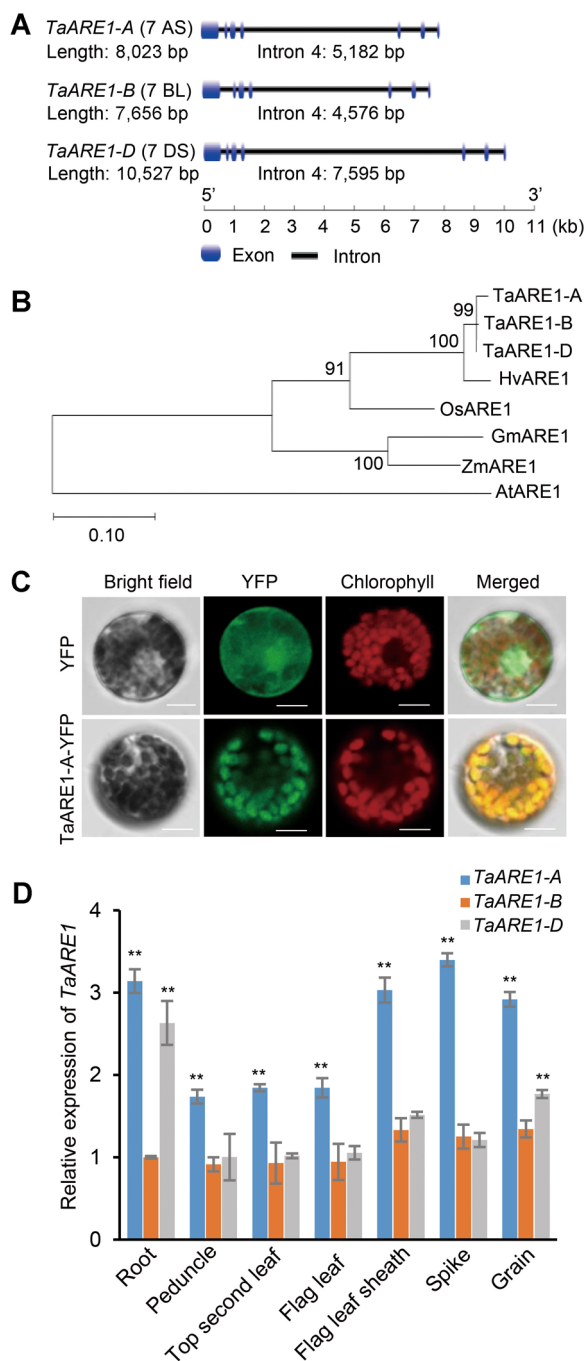 A
TaARE1-A (7 AS)
Length: 8,023 bp Intron 4: 5,182 bp
TaARE1-B (7 BL)
Length: 7,656 bp Intron 4: 4,576 bp
TaARE1-D (7 DS)
Length: 10,527 bp Intron 4: 7,595 bp
5' 3'
0 1 2 3 4 5 6 7 8 9 10 11 (kb)
Exon Intron
B
TaARE1-A
99
TaARE1-B
100
TaARE1-D
91
HvARE1
OsARE1
GmARE1
100
ZmARE1
AtARE1
0.10
C
Bright field YFP Chlorophyll Merged
YFP
TaARE1-A-YFP
D
TaARE1-A
TaARE1-B
TaARE1-D
Relative expression of TaARE1
4
3
2
1
0
** ** ** ** ** ** ** ** **
Root Peduncle Top second leaf Flag leaf Flag leaf sheath Spike Grain